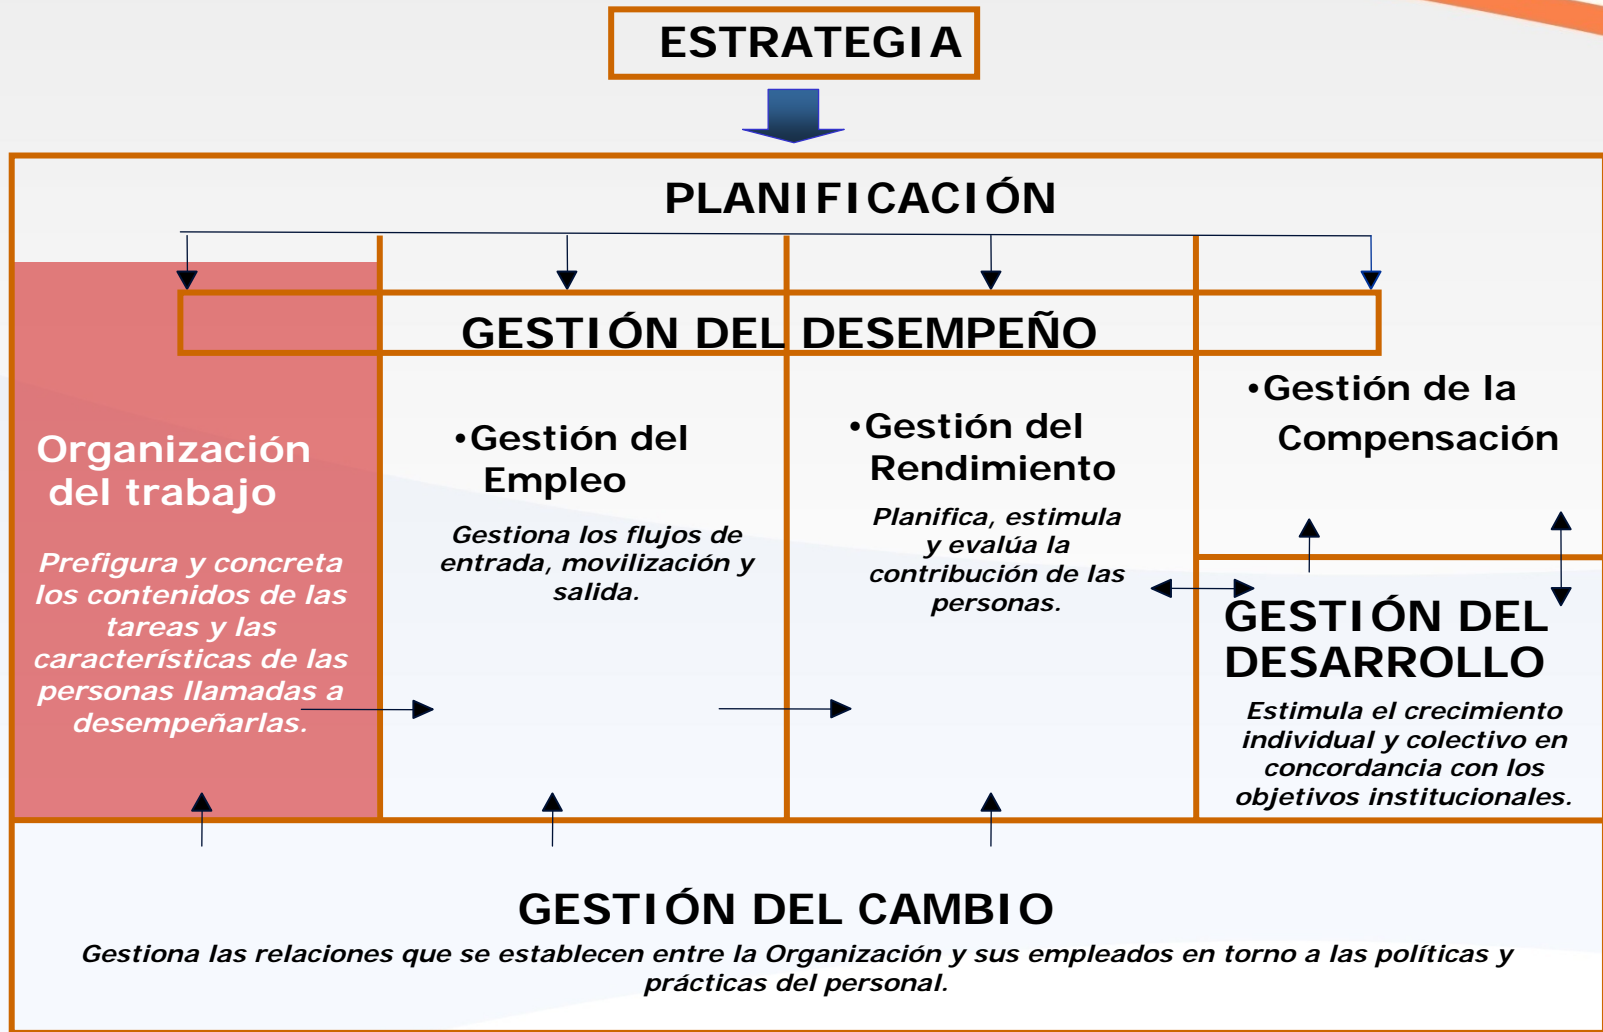 ESTRATEGIA
PLANIFICACIÓN
GESTIÓN DEL DESEMPEÑO
Organización
del trabajo
Prefigura y concreta
los contenidos de las
tareas y las
características de las
personas llamadas a
desempeñarlas.
•Gestión del
Empleo
Gestiona los flujos de
entrada, movilización y
salida.
•Gestión del
Rendimiento
Planifica, estimula
y evalúa la
contribución de las
personas.
•Gestión de la
Compensación
GESTIÓN DEL
DESARROLLO
Estimula el crecimiento
individual y colectivo en
concordancia con los
objetivos institucionales.
GESTIÓN DEL CAMBIO
Gestiona las relaciones que se establecen entre la Organización y sus empleados en torno a las políticas y
prácticas del personal.